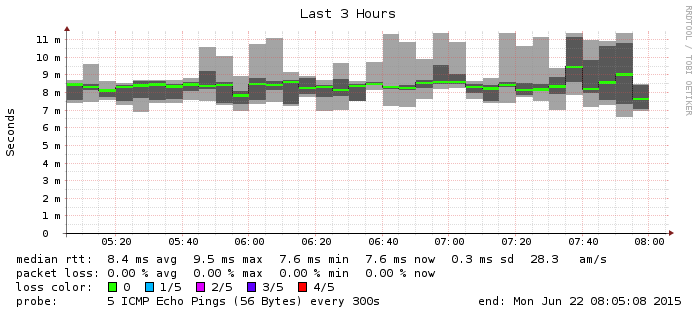 Last 3 Hours
RRDTOOL / TOBI OETIKER
Seconds
11 m
10 m
9 m
8 m
7 m
6 m
5 m
4 m
3 m
2 m
1 m
0
05:20 05:40 06:00 06:20 06:40 07:00 07:20 07:40 08:00
median rtt: 8.4 ms avg 9.5 ms max 7.6 ms min 7.6 ms now 0.3 ms sd 28.3 am/s
packet loss: 0.00 % avg 0.00 % max 0.00 % min 0.00 % now
loss color: 0 1/5 2/5 3/5 4/5
probe: 5 ICMP Echo Pings (56 Bytes) every 300s end: Mon Jun 22 08:05:08 2015